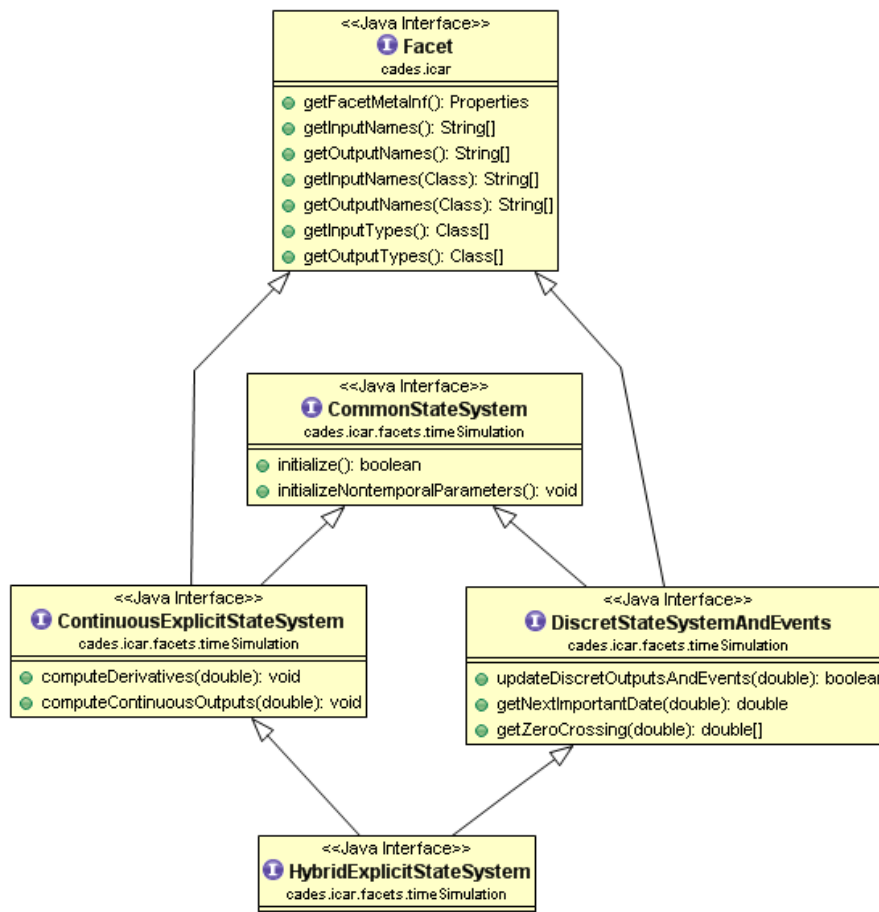 <<Java Interface>>
I Facet
cades.icar
getFacetMetaInf(): Properties
getInputNames(): String[]
getOutputNames(): String[]
getInputNames(Class): String[]
getOutputNames(Class): String[]
getInputTypes(): Class[]
getOutputTypes(): Class[]
<<Java Interface>>
I CommonStateSystem
cades.icar.facets.timeSimulation
initialize(): boolean
initializeNontemporalParameters(): void
<<Java Interface>>
I ContinuousExplicitStateSystem
cades.icar.facets.timeSimulation
computeDerivatives(double): void
computeContinuousOutputs(double): void
<<Java Interface>>
I DiscretStateSystemAndEvents
cades.icar.facets.timeSimulation
updateDiscretOutputsAndEvents(double): boolean
getNextImportantDate(double): double
getZeroCrossing(double): double[]
<<Java Interface>>
I HybridExplicitStateSystem
cades.icar.facets.timeSimulation